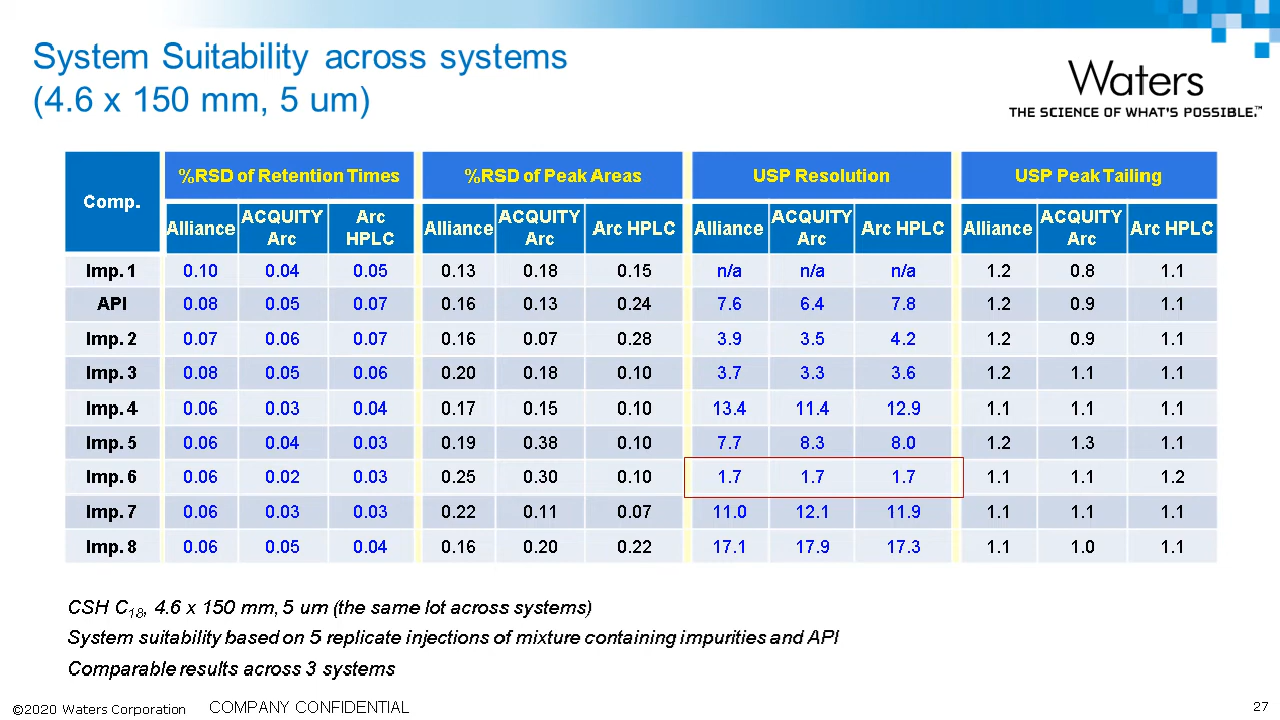 System Suitability across systems
(4.6 x 150 mm, 5 um)
Waters
THE SCIENCE OF WHAT'S POSSIBLE.™
Comp. %RSD of Retention Times %RSD of Peak Areas USP Resolution USP Peak Tailing
Alliance ACQUITY Arc Arc HPLC Alliance ACQUITY Arc Arc HPLC Alliance ACQUITY Arc Arc HPLC Alliance ACQUITY Arc Arc HPLC
Imp. 1 0.10 0.04 0.05 0.13 0.18 0.15 n/a n/a n/a 1.2 0.8 1.1
API 0.08 0.05 0.07 0.16 0.13 0.24 7.6 6.4 7.8 1.2 0.9 1.1
Imp. 2 0.07 0.06 0.07 0.16 0.07 0.28 3.9 3.5 4.2 1.2 0.9 1.1
Imp. 3 0.08 0.05 0.06 0.20 0.18 0.10 3.7 3.3 3.6 1.2 1.1 1.1
Imp. 4 0.06 0.03 0.04 0.17 0.15 0.10 13.4 11.4 12.9 1.1 1.1 1.1
Imp. 5 0.06 0.04 0.03 0.19 0.38 0.10 7.7 8.3 8.0 1.2 1.3 1.1
Imp. 6 0.06 0.02 0.03 0.25 0.30 0.10 1.7 1.7 1.7 1.1 1.1 1.2
Imp. 7 0.06 0.03 0.03 0.22 0.11 0.07 11.0 12.1 11.9 1.1 1.1 1.1
Imp. 8 0.06 0.05 0.04 0.16 0.20 0.22 17.1 17.9 17.3 1.1 1.0 1.1
CSH C18, 4.6 x 150 mm, 5 um (the same lot across systems)
System suitability based on 5 replicate injections of mixture containing impurities and API
Comparable results across 3 systems
©2020 Waters Corporation COMPANY CONFIDENTIAL 27